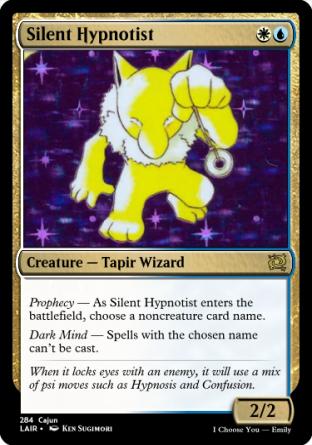 Silent Hypnotist
Creature — Tapir Wizard
Prophecy — As Silent Hypnotist enters the
battlefield, choose a noncreature card name.
Dark Mind — Spells with the chosen name
can't be cast.
When it locks eyes with an enemy, it will use a mix
of psi moves such as Hypnosis and Confusion.
2/2
284 Cajun
LAIR • Ken Sugimori
I Choose You — Emily